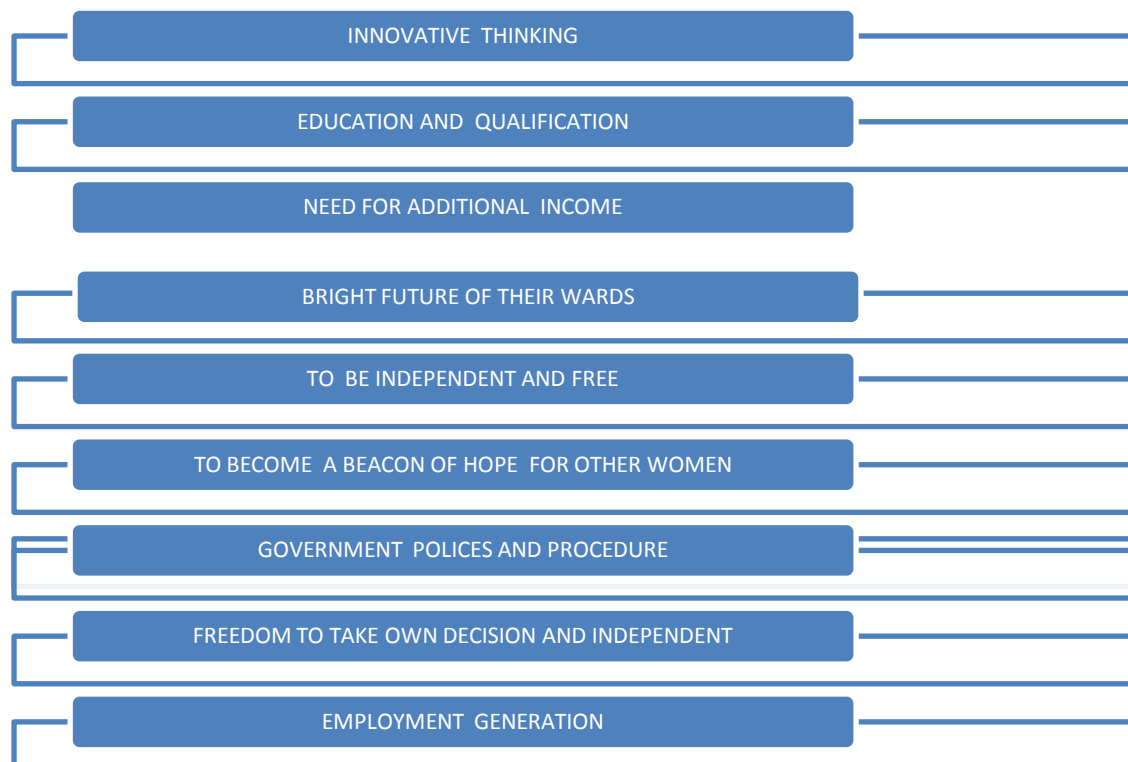 INNOVATIVE THINKING
EDUCATION AND QUALIFICATION
NEED FOR ADDITIONAL INCOME
BRIGHT FUTURE OF THEIR WARDS
TO BE INDEPENDENT AND FREE
TO BECOME A BEACON OF HOPE FOR OTHER WOMEN
GOVERNMENT POLICES AND PROCEDURE
FREEDOM TO TAKE OWN DECISION AND INDEPENDENT
EMPLOYMENT GENERATION